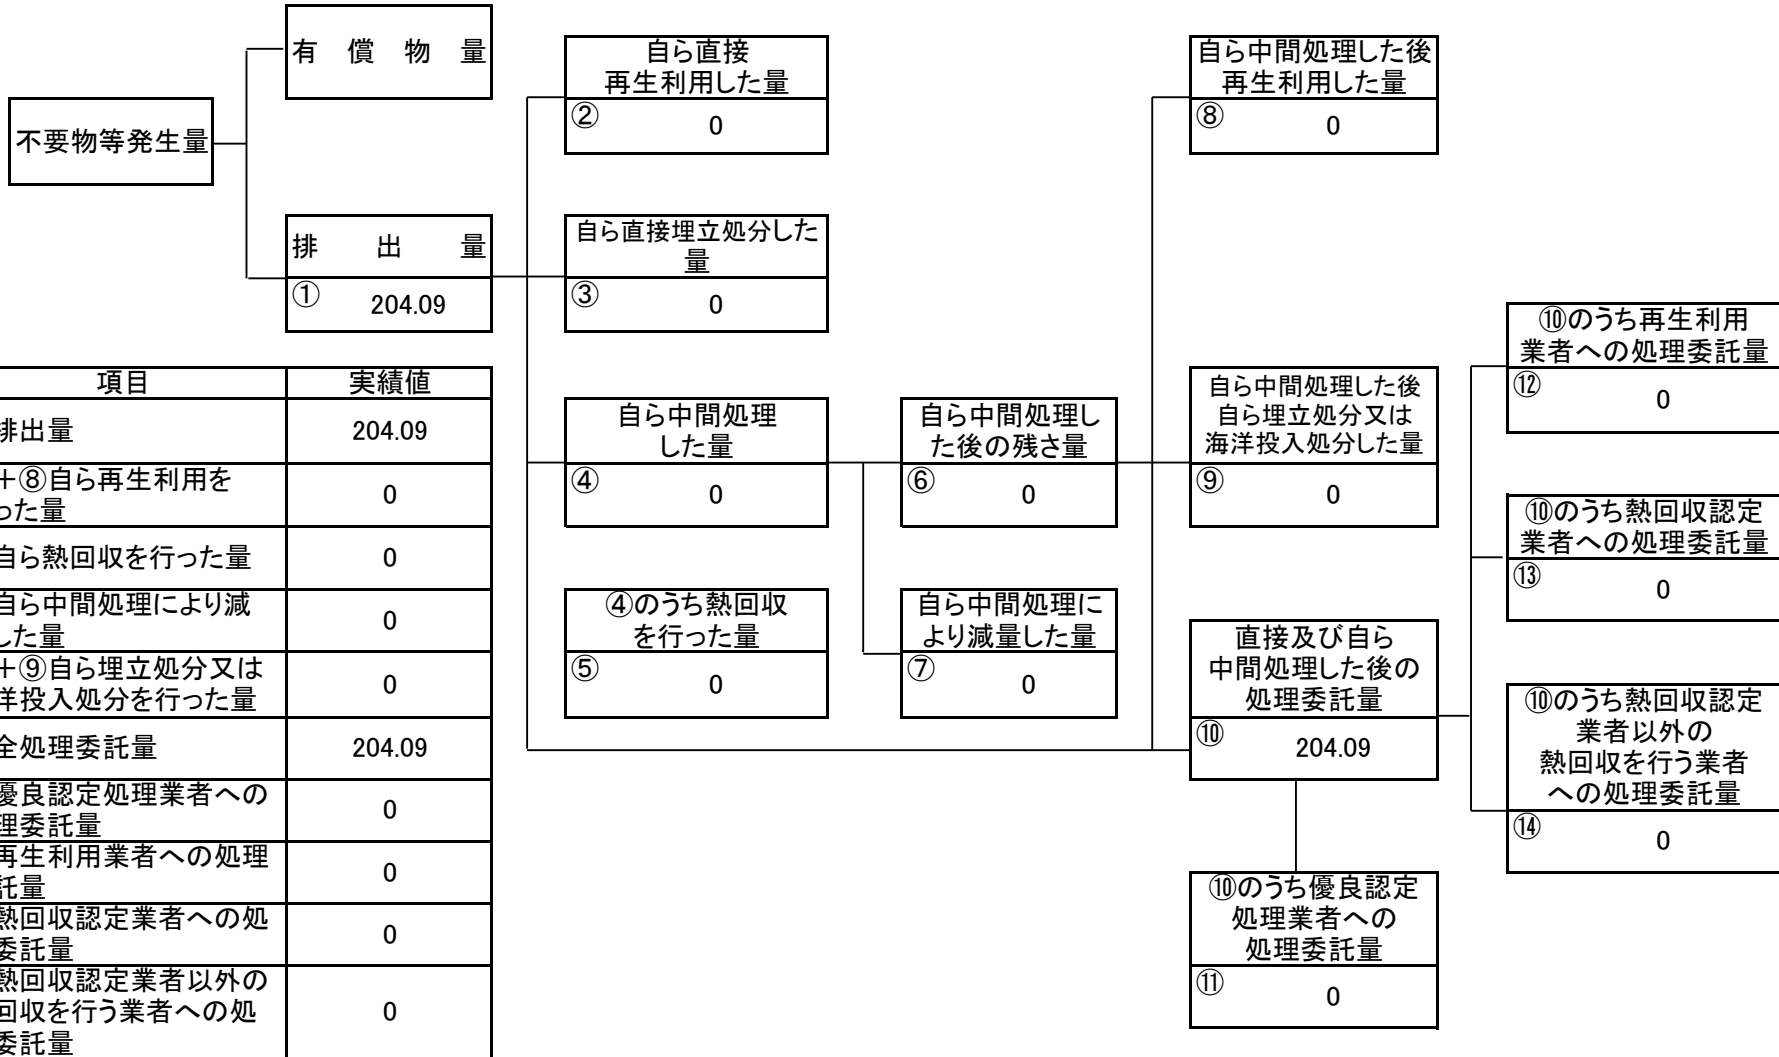 有償物量
不要物等発生量
排出量
① 204.09
自ら直接
再生利用した量
② 0
自ら直接埋立処分した
量
③ 0
自ら中間処理
した量
④ 0
④のうち熱回収
を行った量
⑤ 0
自ら中間処理し
た後の残さ量
⑥ 0
自ら中間処理に
より減量した量
⑦ 0
自ら中間処理した後
再生利用した量
⑧ 0
自ら中間処理した後
自ら埋立処分又は
海洋投入処分した量
⑨ 0
直接及び自ら
中間処理した後の
処理委託量
⑩ 204.09
⑩のうち優良認定
処理業者への
処理委託量
⑪ 0
⑩のうち再生利用
業者への処理委託量
⑫ 0
⑩のうち熱回収認定
業者への処理委託量
⑬ 0
⑩のうち熱回収認定
業者以外の
熱回収を行う業者
への処理委託量
⑭ 0
項目 実績値
排出量 204.09
+⑧自ら再生利用を
った量 0
自ら熱回収を行った量 0
自ら中間処理により減
した量 0
+⑨自ら埋立処分又は
洋投入処分を行った量 0
全処理委託量 204.09
優良認定処理業者への
理委託量 0
再生利用業者への処理
託量 0
熱回収認定業者への処
委託量 0
熱回収認定業者以外の
回収を行う業者への処
委託量 0